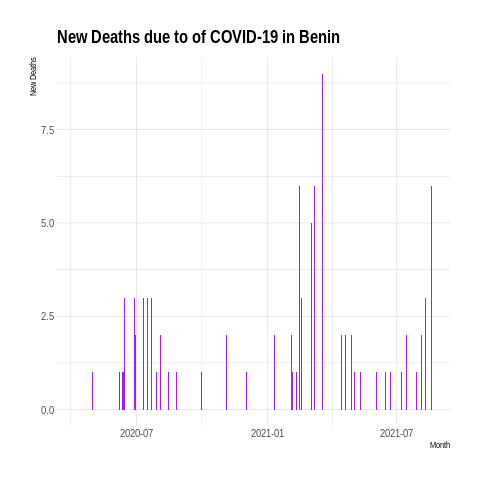 New Deaths due to of COVID-19 in Benin
New Deaths
7.5
5.0
2.5
0.0
2020-07
2021-01
2021-07
Month